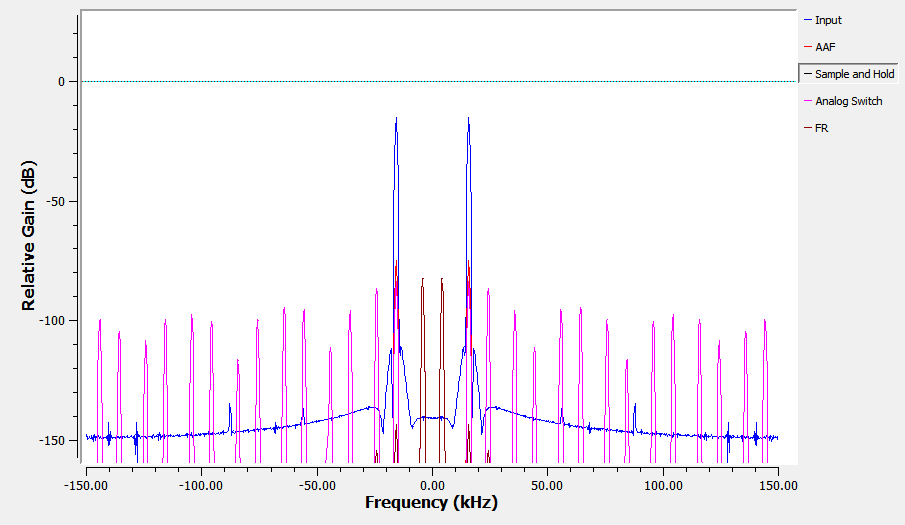 Input
AAF
Sample and Hold
Analog Switch
FR
0
-50
-100
-150
Relative Gain (dB)
-150.00 -100.00 -50.00 0.00 50.00 100.00 150.00
Frequency (kHz)